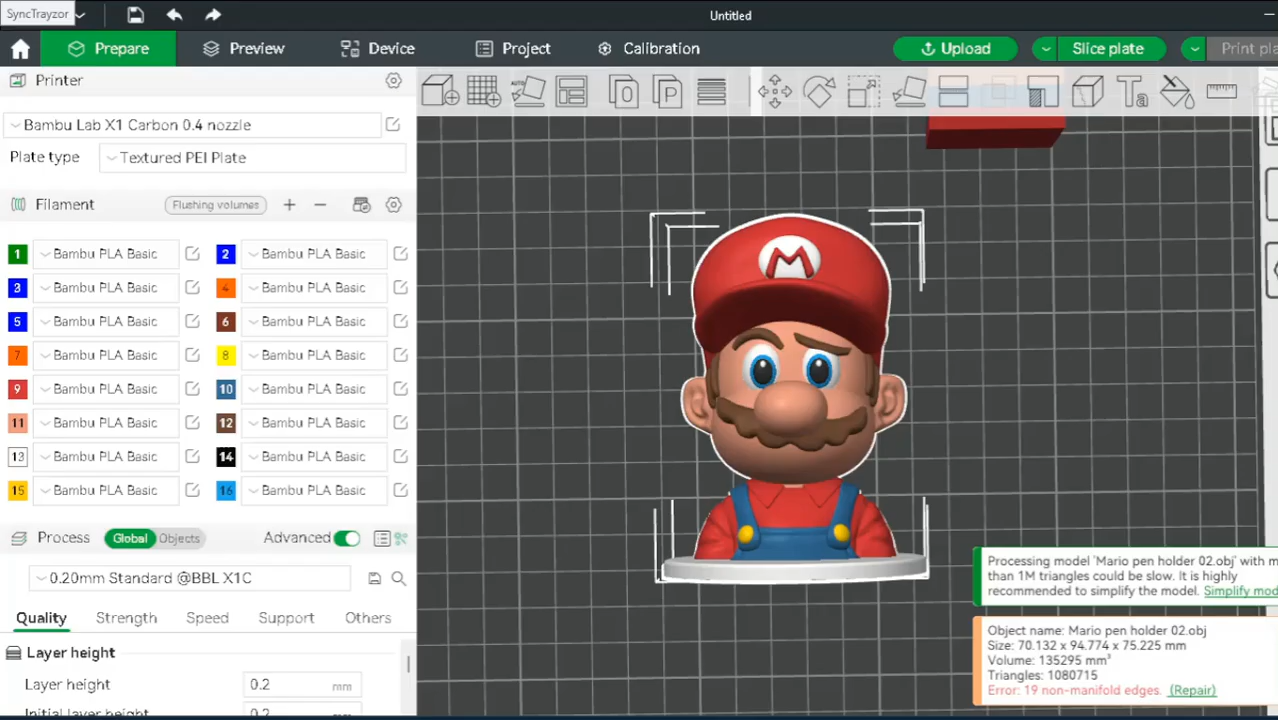 SyncTrayzor
Untitled
Prepare
Preview
Device
Project
Calibration
Upload
Slice plate
Print pla
Printer
Bambu Lab X1 Carbon 0.4 nozzle
Plate type
Textured PEI Plate
Filament
Flushing volumes
1 Bambu PLA Basic 2 Bambu PLA Basic
3 Bambu PLA Basic 4 Bambu PLA Basic
5 Bambu PLA Basic 6 Bambu PLA Basic
7 Bambu PLA Basic 8 Bambu PLA Basic
9 Bambu PLA Basic 10 Bambu PLA Basic
11 Bambu PLA Basic 12 Bambu PLA Basic
13 Bambu PLA Basic 14 Bambu PLA Basic
15 Bambu PLA Basic 16 Bambu PLA Basic
Process
Global Objects
Advanced
0.20mm Standard @BBL X1C
Quality Strength Speed Support Others
Layer height
Layer height 0.2 mm
Initial layer height 0.2 mm
M
Processing model 'Mario pen holder 02.obj' with m
than 1M triangles could be slow. It is highly
recommended to simplify the model. Simplify mod
Object name: Mario pen holder 02.obj
Size: 70.132 x 94.774 x 75.225 mm
Volume: 135295 mm³
Triangles: 1080715
Error: 19 non-manifold edges. (Repair)